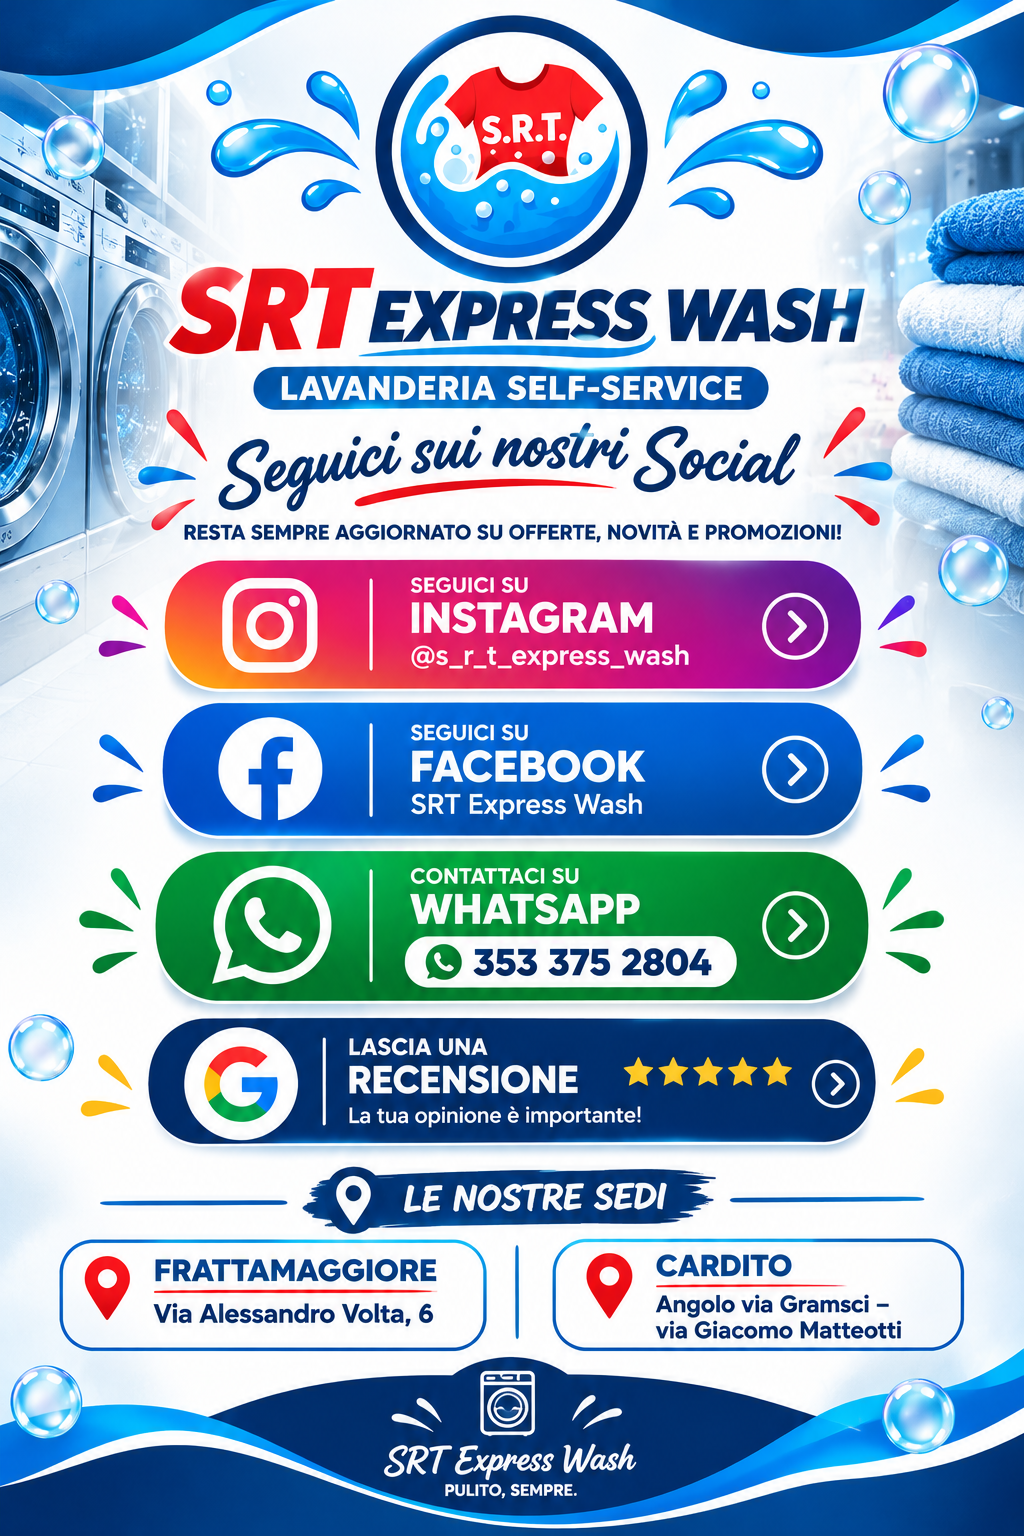 S.R.T.
SRT EXPRESS WASH
LAVANDERIA SELF-SERVICE
Seguici sui nostri Social
RESTA SEMPRE AGGIORNATO SU OFFERTE, NOVITÀ E PROMOZIONI!
SEGUICI SU
INSTAGRAM
@s_r_t_express_wash
SEGUICI SU
FACEBOOK
SRT Express Wash
CONTATTACI SU
WHATSAPP
353 375 2804
LASCIA UNA
RECENSIONE
La tua opinione è importante!
LE NOSTRE SEDI
FRATTAMAGGIORE
Via Alessandro Volta, 6
CARDITO
Angolo via Gramsci –
via Giacomo Matteotti
SRT Express Wash
PULITO, SEMPRE.